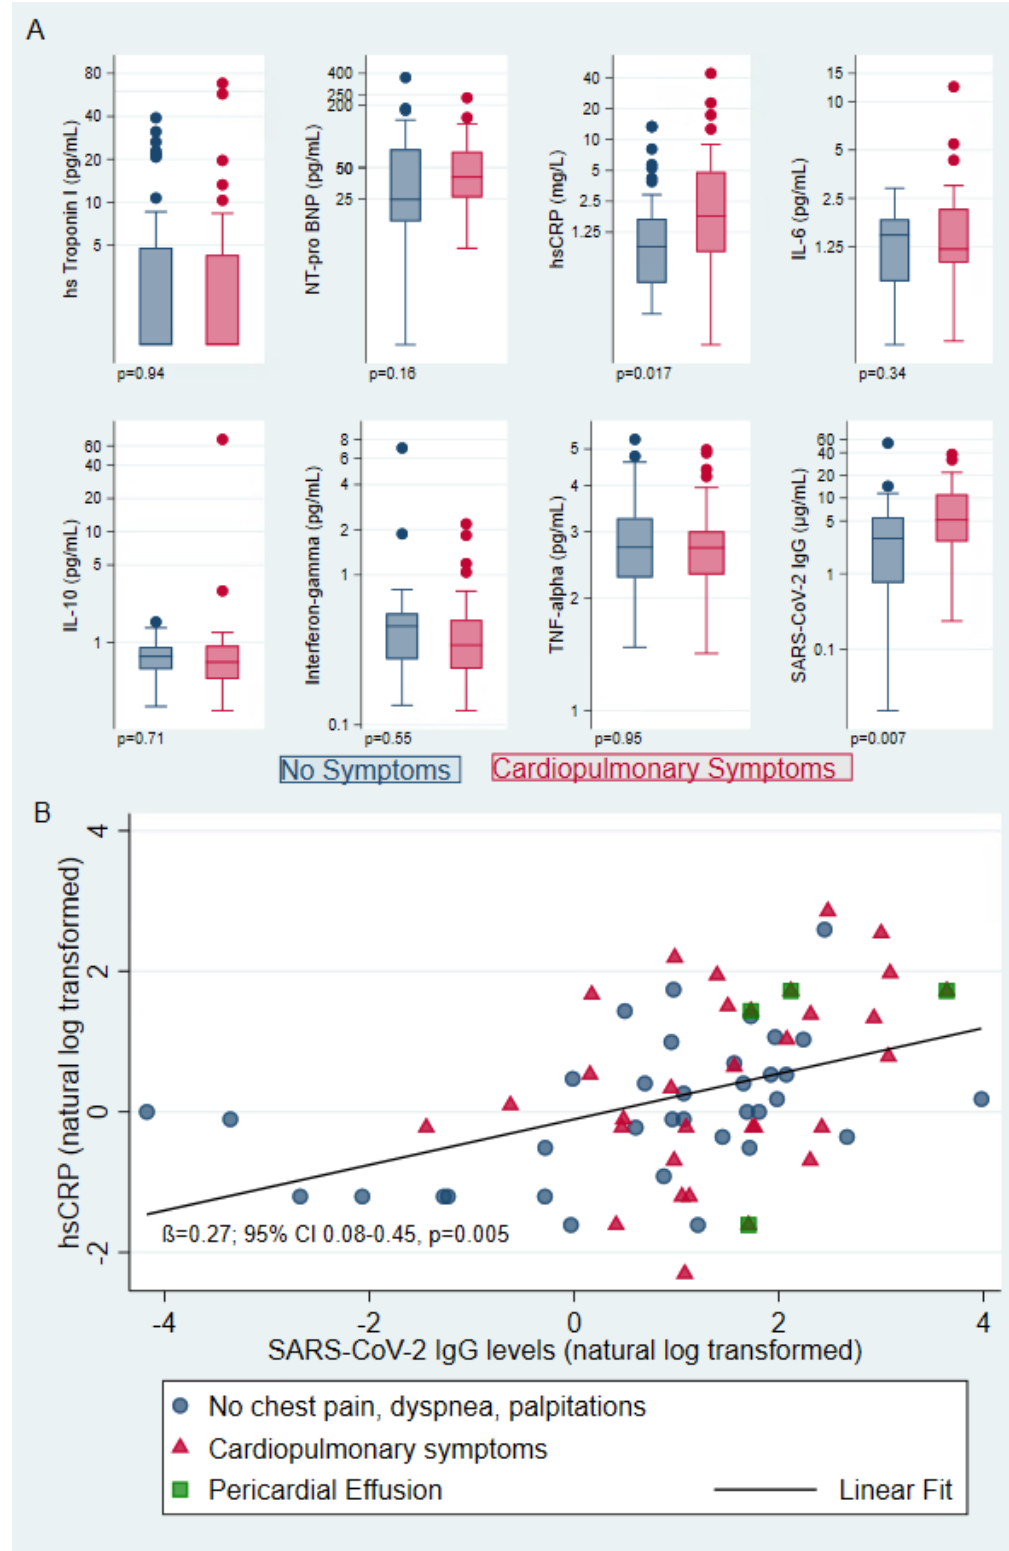 A
80
40
20
10
5
hs Troponin I (pg/mL)
p=0.94
400
250
200
50
25
NT-pro BNP (pg/mL)
p=0.16
40
20
10
5
2.5
1.25
hsCRP (mg/L)
p=0.017
15
10
5
2.5
1.25
IL-6 (pg/mL)
p=0.34
60
40
20
10
5
1
IL-10 (pg/mL)
p=0.71
8
6
4
2
1
0.1
Interferon-gamma (pg/mL)
p=0.55
5
4
3
2
1
TNF-alpha (pg/mL)
p=0.95
60
40
20
10
5
1
0.1
SARS-CoV-2 IgG (µg/mL)
p=0.007
No Symptoms
Cardiopulmonary Symptoms
B
4
2
0
-2
hsCRP (natural log transformed)
ß=0.27; 95% CI 0.08-0.45, p=0.005
-4 -2 0 2 4
SARS-CoV-2 IgG levels (natural log transformed)
No chest pain, dyspnea, palpitations
Cardiopulmonary symptoms
Pericardial Effusion
Linear Fit